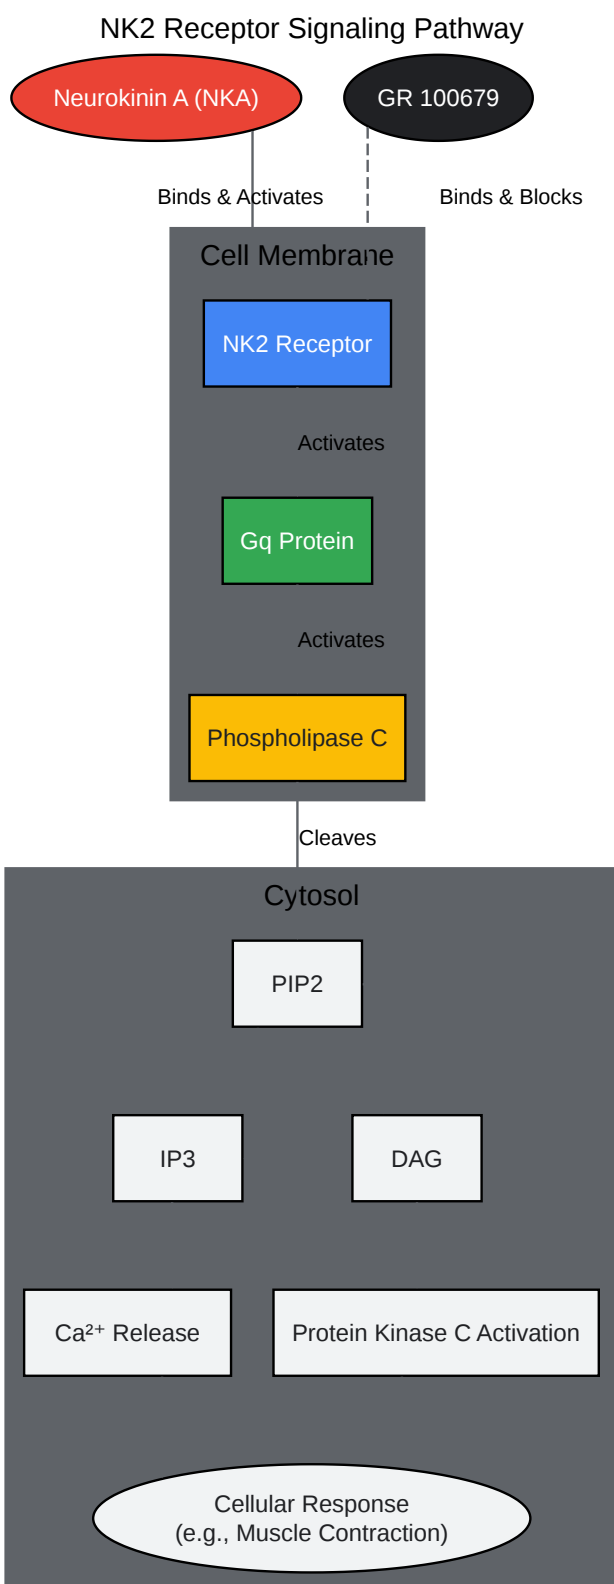 NK2 Receptor Signaling Pathway
Neurokinin A (NKA)
GR 100679
Binds & Activates
Binds & Blocks
Cell Membrane
NK2 Receptor
Activates
Gq Protein
Activates
Phospholipase C
Cleaves
Cytosol
PIP2
IP3
DAG
Ca²⁺ Release
Protein Kinase C Activation
Cellular Response
(e.g., Muscle Contraction)